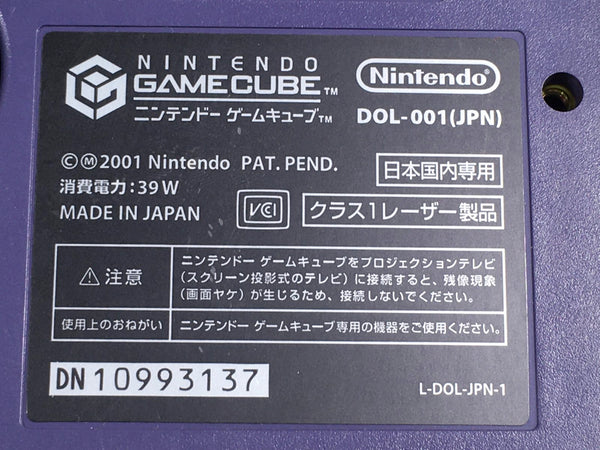 NINTENDO
GAMECUBE™
ニンテンドー ゲームキューブ™
Nintendo
DOL-001(JPN)
©Ⓜ2001 Nintendo PAT. PEND.
日本国内専用
消費電力:39W
MADE IN JAPAN
VCI
クラス1レーザー製品
⚠注意
ニンテンドー ゲームキューブをプロジェクションテレビ
(スクリーン投影式のテレビ)に接続すると、残像現象
(画面ヤケ)が生じるため、接続しないでください。
使用上のおねがい
ニンテンドー ゲームキューブ専用の機器をご使用ください。
DN10993137
L-DOL-JPN-1